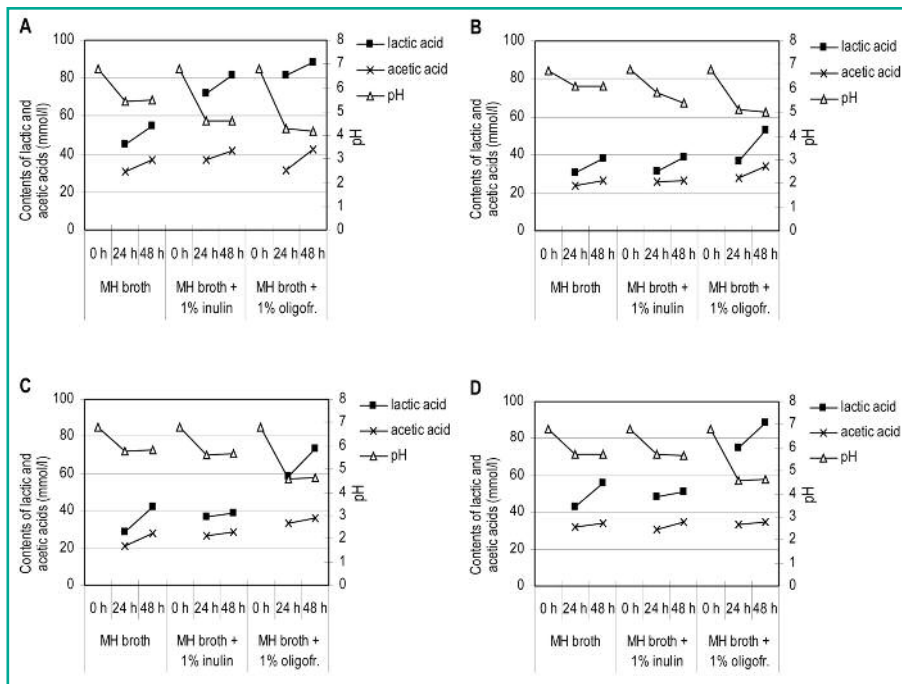 A
100
80
60
40
20
0
Contents of lactic and
acetic acids (mmol/l)
8
7
6
5
4
3
2
1
0
pH
lactic acid
acetic acid
pH
0 h 24 h 48 h 0 h 24 h 48 h 0 h 24 h 48 h
MH broth MH broth + MH broth +
1% inulin 1% oligofr.
B
100
80
60
40
20
0
Contents of lactic and
acetic acids (mmol/l)
8
7
6
5
4
3
2
1
0
pH
lactic acid
acetic acid
pH
0 h 24 h 48 h 0 h 24 h 48 h 0 h 24 h 48 h
MH broth MH broth + MH broth +
1% inulin 1% oligofr.
C
100
80
60
40
20
0
Contents of lactic and
acetic acids (mmol/l)
8
7
6
5
4
3
2
1
0
pH
lactic acid
acetic acid
pH
0 h 24 h 48 h 0 h 24 h 48 h 0 h 24 h 48 h
MH broth MH broth + MH broth +
1% inulin 1% oligofr.
D
100
80
60
40
20
0
Contents of lactic and
acetic acids (mmol/l)
8
7
6
5
4
3
2
1
0
pH
lactic acid
acetic acid
pH
0 h 24 h 48 h 0 h 24 h 48 h 0 h 24 h 48 h
MH broth MH broth + MH broth +
1% inulin 1% oligofr.